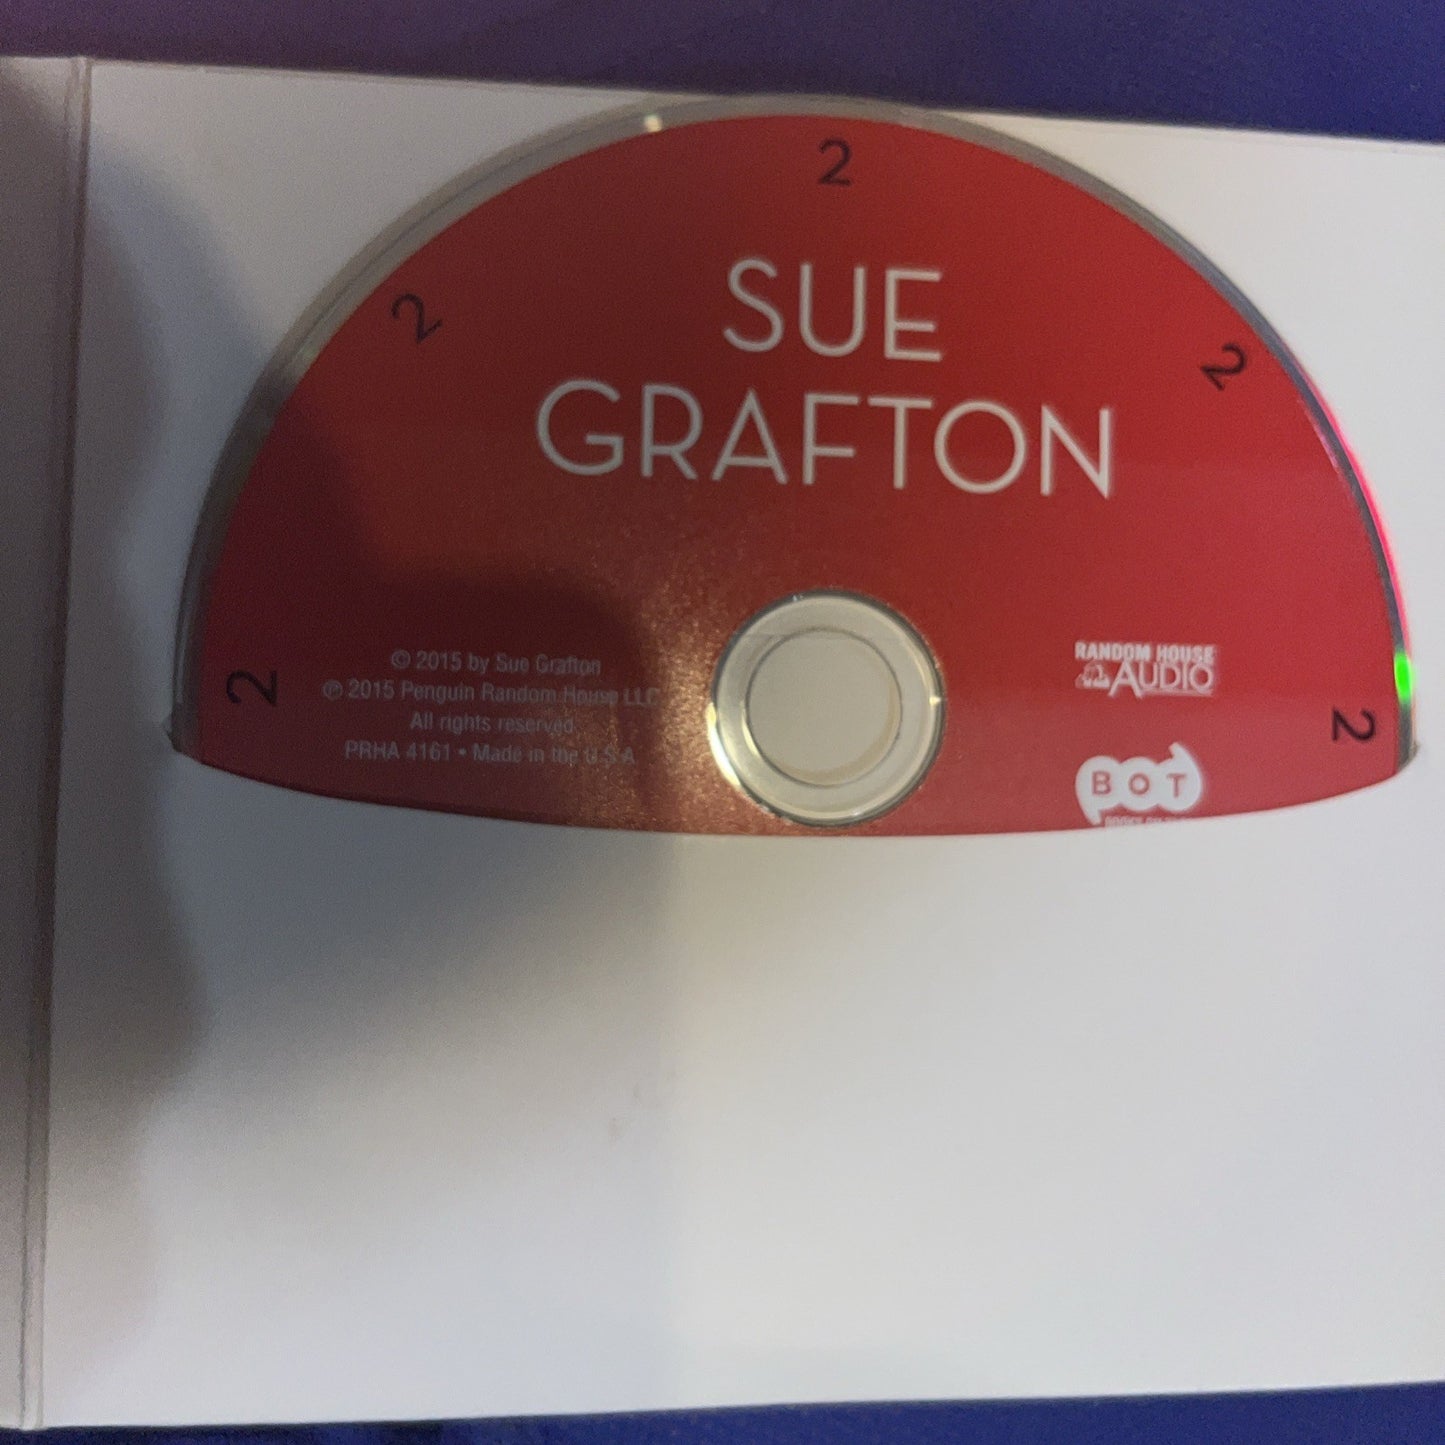 2
2
2
SUE
GRAFTON
© 2015 by Sue Grafton
℗ 2015 Penguin Random House LLC
All rights reserved.
PRHA 4161 • Made in the U.S.A
RANDOM HOUSE
AUDIO
2
2
BOT